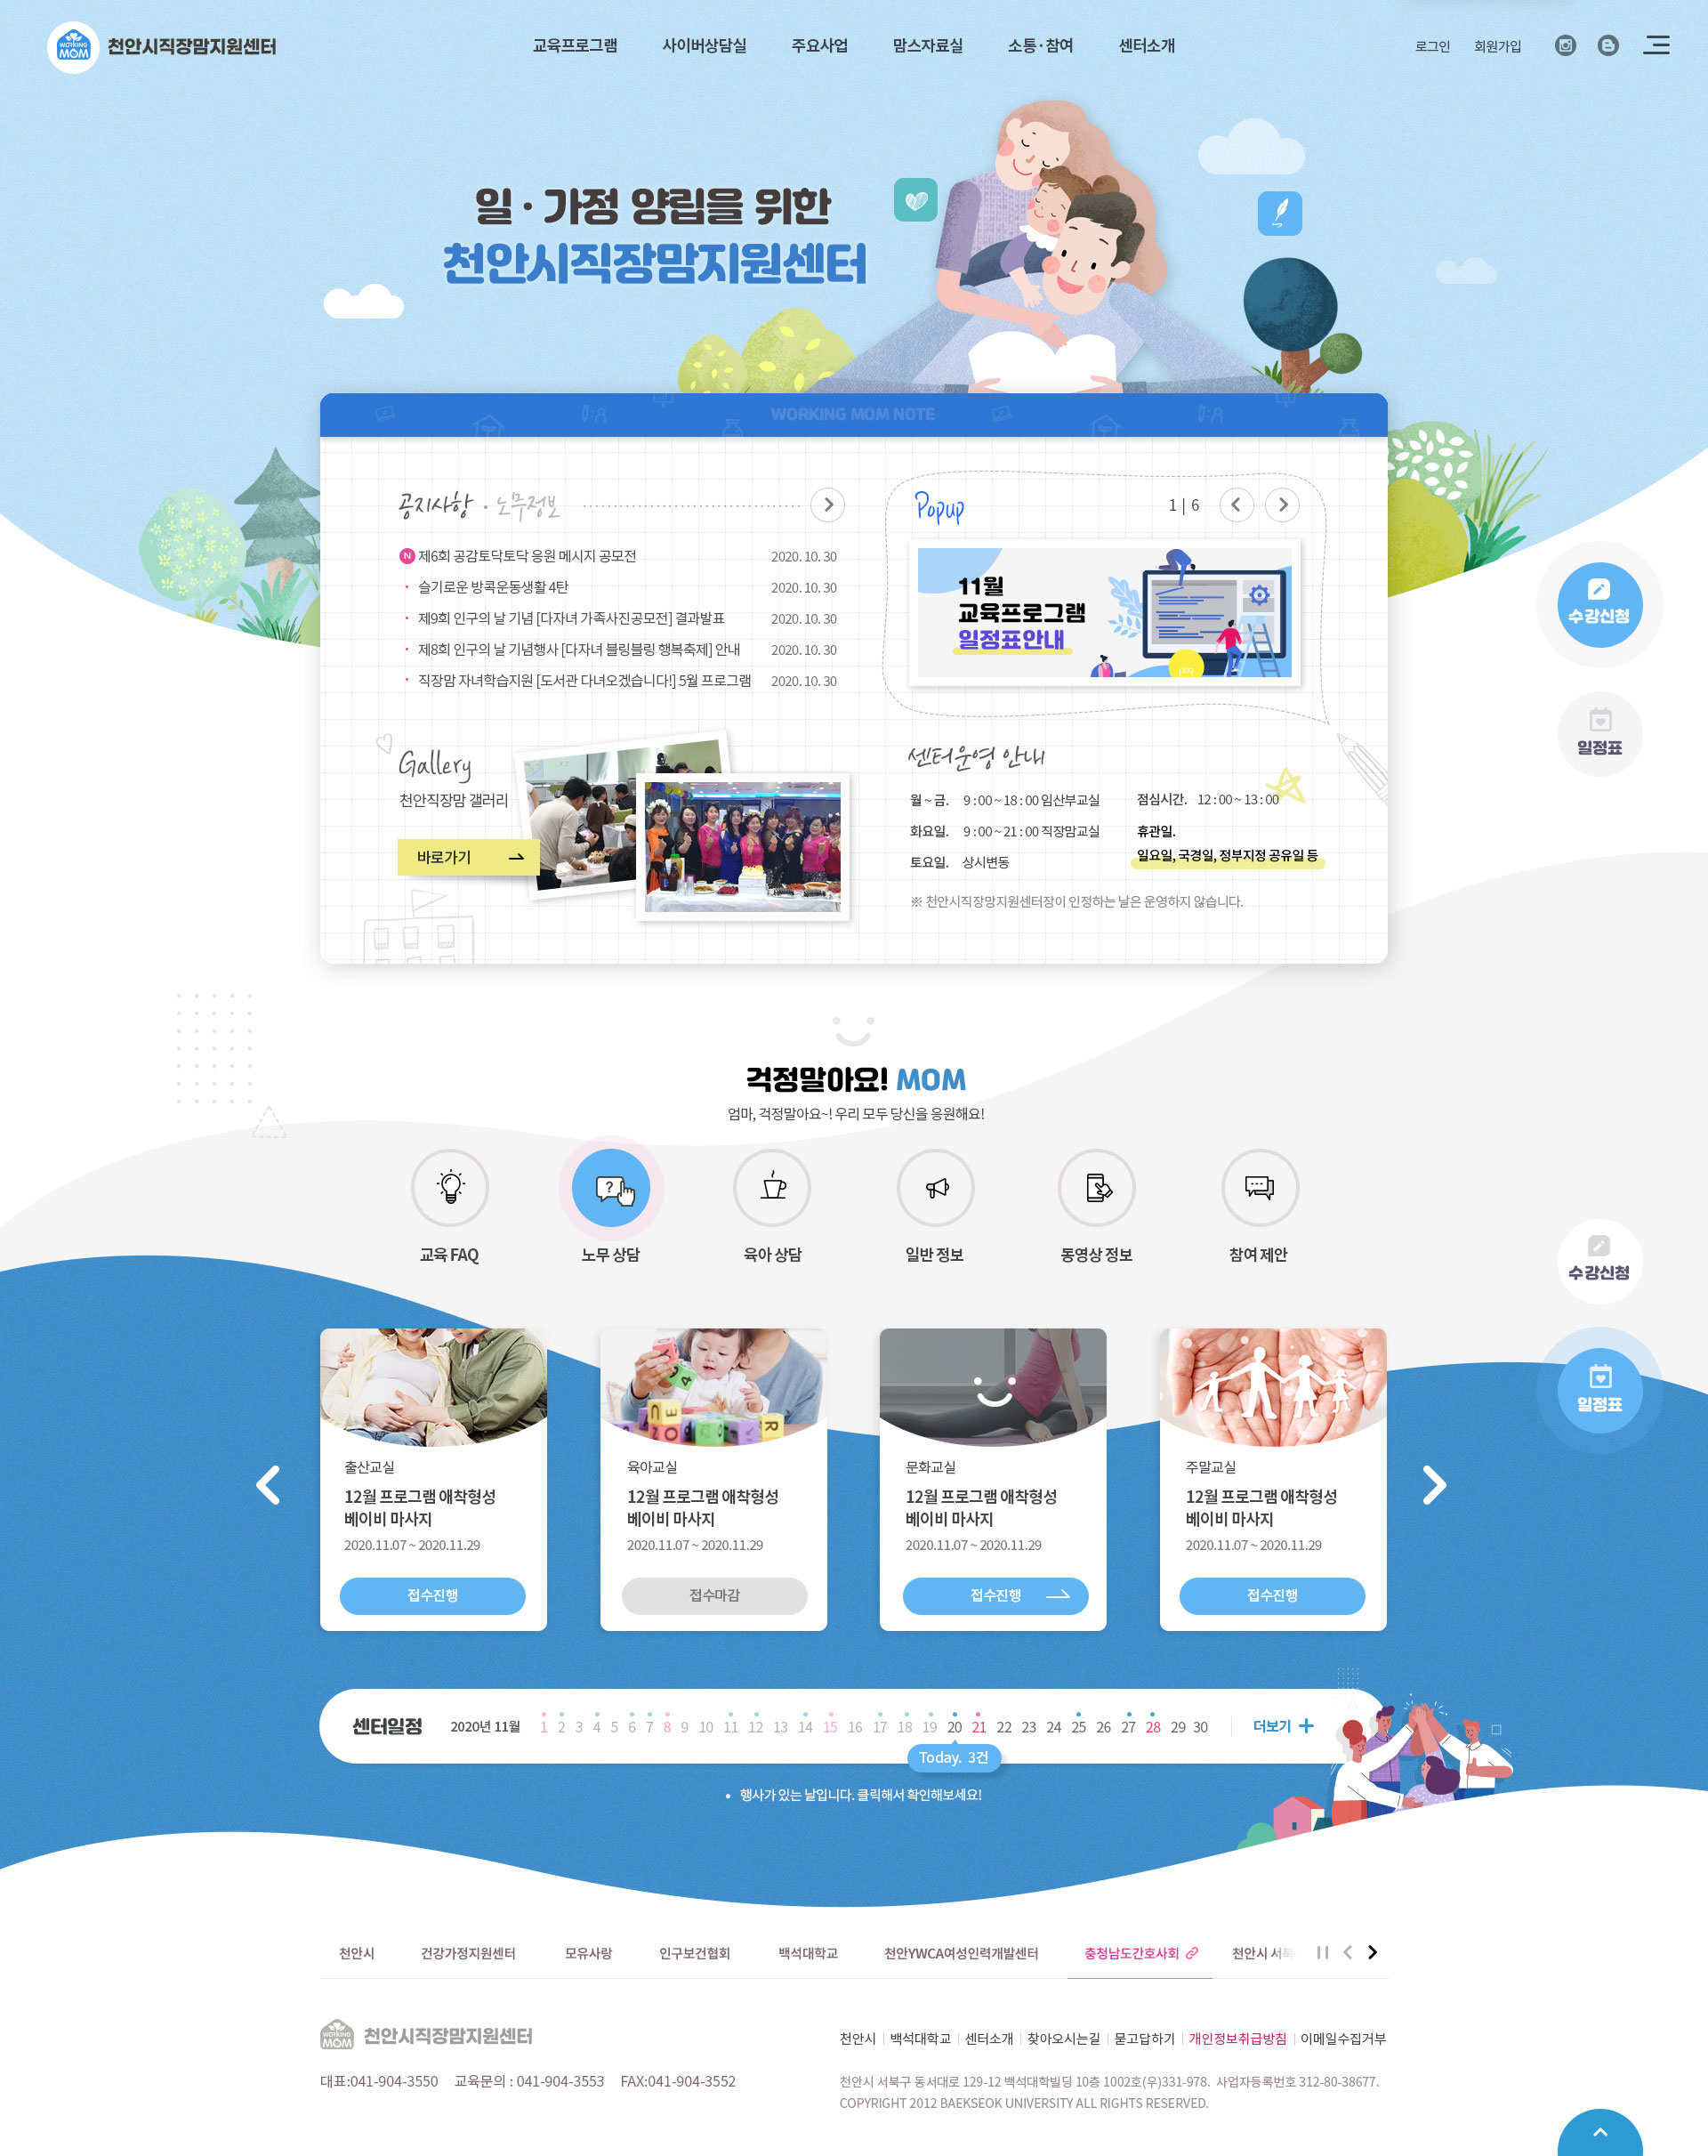 WORKING MOM 천안시직장맘지원센터
교육프로그램 사이버상담실 주요사업 맘스자료실 소통·참여 센터소개
로그인 회원가입
일·가정 양립을 위한
천안시직장맘지원센터
WORKING MOM NOTE
공지사항 · 노무정보
N 제6회 공감토닥토닥 응원 메시지 공모전 2020. 10. 30
· 슬기로운 방콕운동생활 4탄 2020. 10. 30
· 제9회 인구의 날 기념 [다자녀 가족사진공모전] 결과발표 2020. 10. 30
· 제8회 인구의 날 기념행사 [다자녀 블링블링 행복축제] 안내 2020. 10. 30
· 직장맘 자녀학습지원 [도서관 다녀오겠습니다!] 5월 프로그램 2020. 10. 30
Popup 1 | 6
11월
교육프로그램
일정표안내
수강신청
일정표
Gallery
천안직장맘 갤러리
바로가기
센터운영 안내
월 ~ 금. 9 : 00 ~ 18 : 00 임산부교실
화요일. 9 : 00 ~ 21 : 00 직장맘교실
토요일. 상시변동
점심시간. 12 : 00 ~ 13 : 00
휴관일.
일요일, 국경일, 정부지정 공유일 등
※ 천안시직장망지원센터장이 인정하는 날은 운영하지 않습니다.
걱정말아요! MOM
엄마, 걱정말아요~! 우리 모두 당신을 응원해요!
교육 FAQ 노무 상담 육아 상담 일반 정보 동영상 정보 참여 제안
수강신청
일정표
출산교실
12월 프로그램 애착형성
베이비 마사지
2020.11.07 ~ 2020.11.29
접수진행
육아교실
12월 프로그램 애착형성
베이비 마사지
2020.11.07 ~ 2020.11.29
접수마감
문화교실
12월 프로그램 애착형성
베이비 마사지
2020.11.07 ~ 2020.11.29
접수진행
주말교실
12월 프로그램 애착형성
베이비 마사지
2020.11.07 ~ 2020.11.29
접수진행
센터일정 2020년 11월 1 2 3 4 5 6 7 8 9 10 11 12 13 14 15 16 17 18 19 20 21 22 23 24 25 26 27 28 29 30 더보기 +
Today. 3건
• 행사가 있는 날입니다. 클릭해서 확인해보세요!
천안시 건강가정지원센터 모유사랑 인구보건협회 백석대학교 천안YWCA여성인력개발센터 충청남도간호사회 천안시 서북
WORKING MOM 천안시직장맘지원센터
대표:041-904-3550 교육문의 : 041-904-3553 FAX:041-904-3552
천안시 | 백석대학교 | 센터소개 | 찾아오시는길 | 묻고답하기 | 개인정보취급방침 | 이메일수집거부
천안시 서북구 동서대로 129-12 백석대학빌딩 10층 1002호(우)331-978. 사업자등록번호 312-80-38677.
COPYRIGHT 2012 BAEKSEOK UNIVERSITY ALL RIGHTS RESERVED.